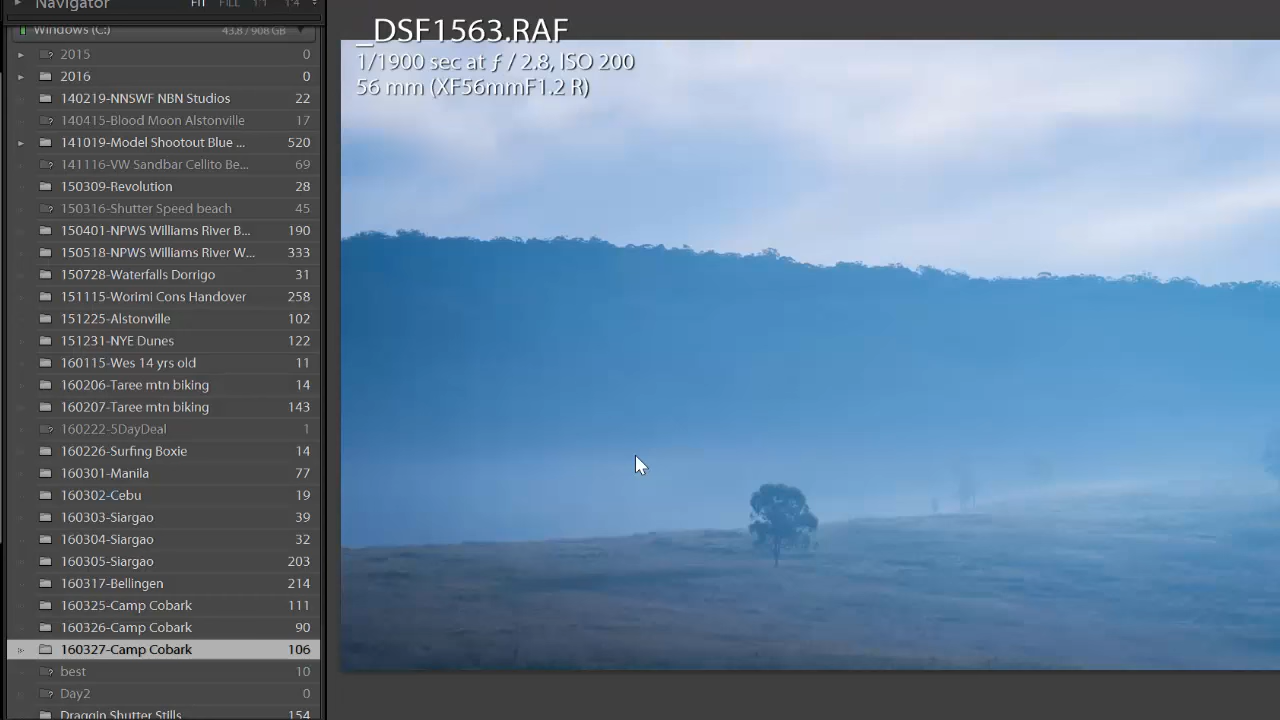 Navigator FIT FILL 1:1 1:4
Windows (C:) 43.8 / 908 GB
2015 0
2016 0
140219-NNSWF NBN Studios 22
140415-Blood Moon Alstonville 17
141019-Model Shootout Blue ... 520
141116-VW Sandbar Cellito Be... 69
150309-Revolution 28
150316-Shutter Speed beach 45
150401-NPWS Williams River B... 190
150518-NPWS Williams River W... 333
150728-Waterfalls Dorrigo 31
151115-Worimi Cons Handover 258
151225-Alstonville 102
151231-NYE Dunes 122
160115-Wes 14 yrs old 11
160206-Taree mtn biking 14
160207-Taree mtn biking 143
160222-5DayDeal 1
160226-Surfing Boxie 14
160301-Manila 77
160302-Cebu 19
160303-Siargao 39
160304-Siargao 32
160305-Siargao 203
160317-Bellingen 214
160325-Camp Cobark 111
160326-Camp Cobark 90
160327-Camp Cobark 106
best 10
Day2 0
Draggin Shutter Stills 154
_DSF1563.RAF
1/1900 sec at ƒ / 2.8, ISO 200
56 mm (XF56mmF1.2 R)